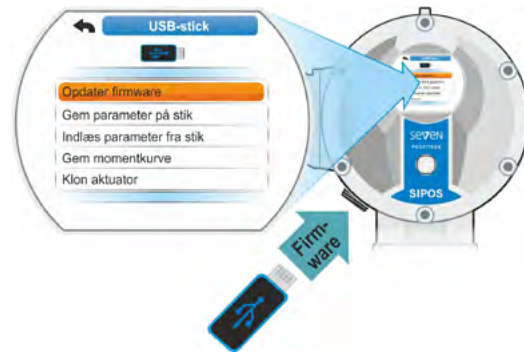 USB-stick
Opdater firmware
Gem parameter på stik
Indlæs parameter fra stik
Gem momentkurve
Klon aktuator
SEVEN
PROFITRON
SIPOS
Firm-
ware